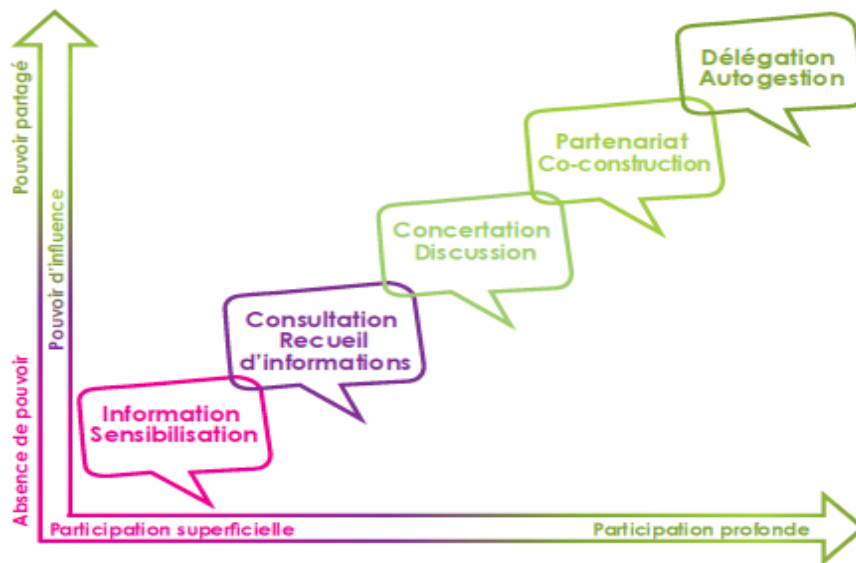 Délégation
Autogestion
Partenariat
Co-construction
Concertation
Discussion
Consultation
Recueil
d'informations
Information
Sensibilisation
Pouvoir partagé
Pouvoir d'influence
Absence de pouvoir
Participation superficielle
Participation profonde